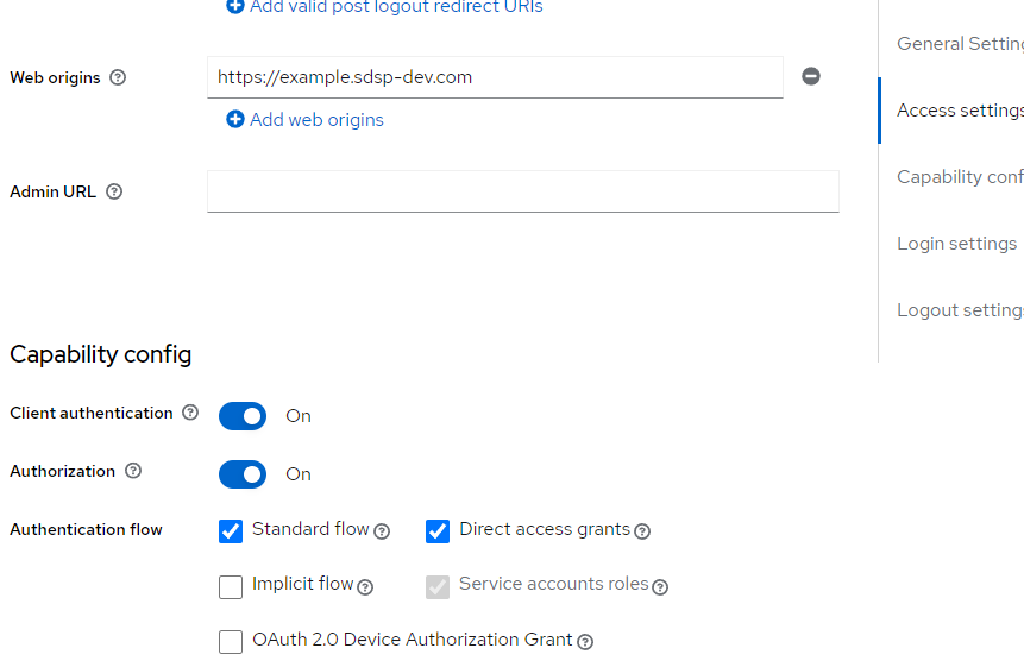 Add valid post logout redirect URIs
General Settin
Web origins
https://example.sdsp-dev.com
Access settings
Add web origins
Capability conf
Admin URL
Login settings
Logout settings
Capability config
Client authentication
On
Authorization
On
Authentication flow
Standard flow
Direct access grants
Implicit flow
Service accounts roles
OAuth 2.0 Device Authorization Grant